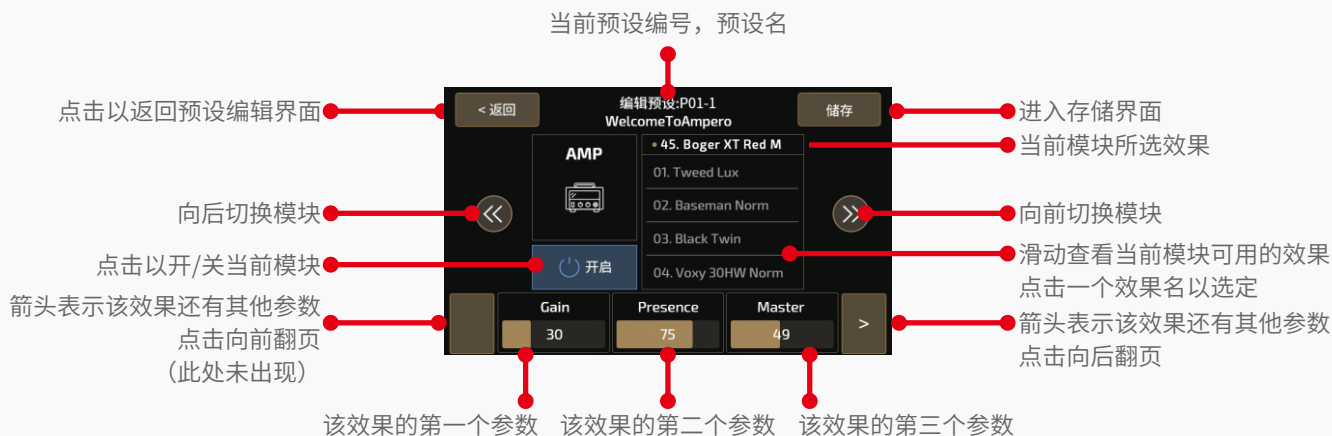 当前预设编号，预设名
点击以返回预设编辑界面
<返回
编辑预设:P01-1
WelcomeToAmpero
储存
进入存储界面
当前模块所选效果
AMP
• 45. Boger XT Red M
01. Tweed Lux
02. Baseman Norm
03. Black Twin
04. Voxy 30HW Norm
向后切换模块
<<
>>
向前切换模块
点击以开/关当前模块
开启
滑动查看当前模块可用的效果
点击一个效果名以选定
箭头表示该效果还有其他参数
点击向前翻页
（此处未出现）
Gain
Presence
Master
30
75
49
>
箭头表示该效果还有其他参数
点击向后翻页
该效果的第一个参数
该效果的第二个参数
该效果的第三个参数